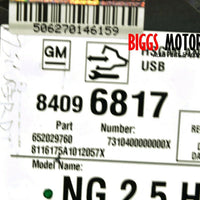 506270146159
BIGGS MOTOR
GM
USB
8409 6817
Part Number:
652029760 7310400000000X
8116175A1012057X
Model Name:
NG 2.5 H